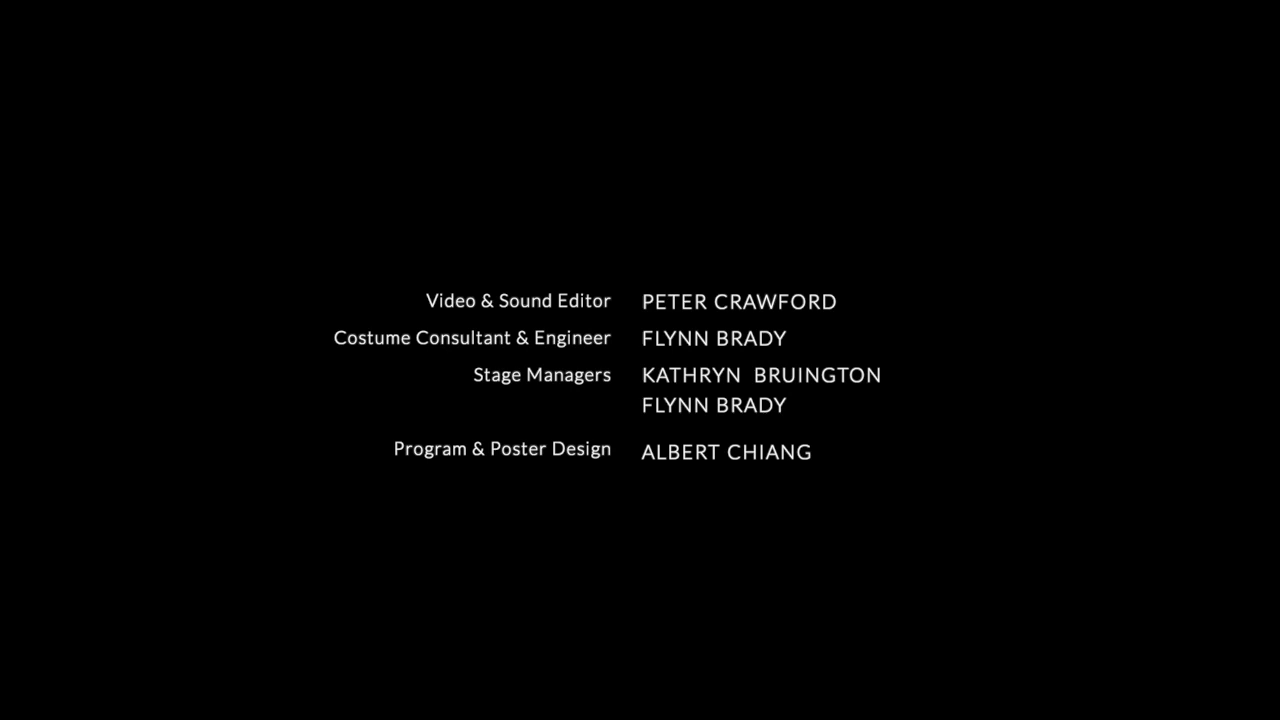 Video & Sound Editor PETER CRAWFORD
Costume Consultant & Engineer FLYNN BRADY
Stage Managers KATHRYN BRUINGTON
FLYNN BRADY
Program & Poster Design ALBERT CHIANG